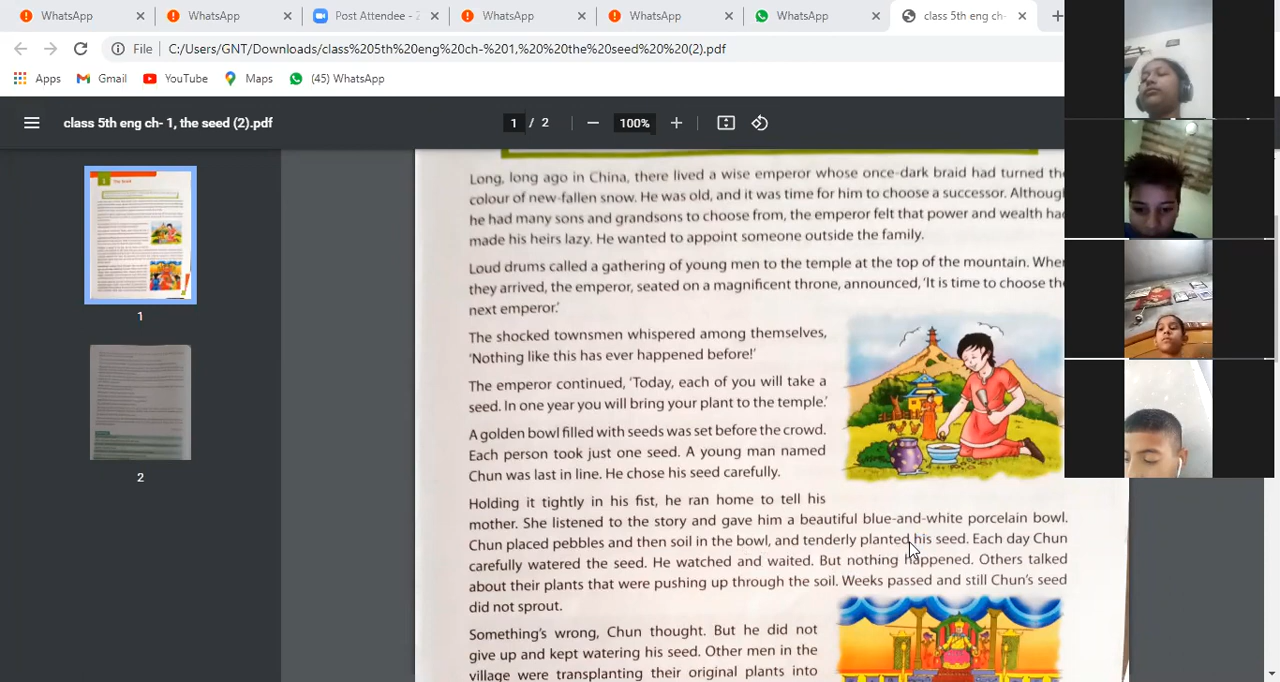 WhatsApp
WhatsApp
Post Attendee - Z
WhatsApp
WhatsApp
WhatsApp
class 5th eng ch-
File
C:/Users/GNT/Downloads/class%205th%20eng%20ch-%201,%20%20the%20seed%20%20(2).pdf
Apps
Gmail
YouTube
Maps
(45) WhatsApp
class 5th eng ch- 1, the seed (2).pdf
1 / 2
100%
1
2
Long, long ago in China, there lived a wise emperor whose once-dark braid had turned the
colour of new-fallen snow. He was old, and it was time for him to choose a successor. Although
he had many sons and grandsons to choose from, the emperor felt that power and wealth had
made his heirs lazy. He wanted to appoint someone outside the family.
Loud drums called a gathering of young men to the temple at the top of the mountain. When
they arrived, the emperor, seated on a magnificent throne, announced, 'It is time to choose the
next emperor.'
The shocked townsmen whispered among themselves,
'Nothing like this has ever happened before!'
The emperor continued, 'Today, each of you will take a
seed. In one year you will bring your plant to the temple.'
A golden bowl filled with seeds was set before the crowd.
Each person took just one seed. A young man named
Chun was last in line. He chose his seed carefully.
Holding it tightly in his fist, he ran home to tell his
mother. She listened to the story and gave him a beautiful blue-and-white porcelain bowl.
Chun placed pebbles and then soil in the bowl, and tenderly planted his seed. Each day Chun
carefully watered the seed. He watched and waited. But nothing happened. Others talked
about their plants that were pushing up through the soil. Weeks passed and still Chun's seed
did not sprout.
Something's wrong, Chun thought. But he did not
give up and kept watering his seed. Other men in the
village were transplanting their original plants into